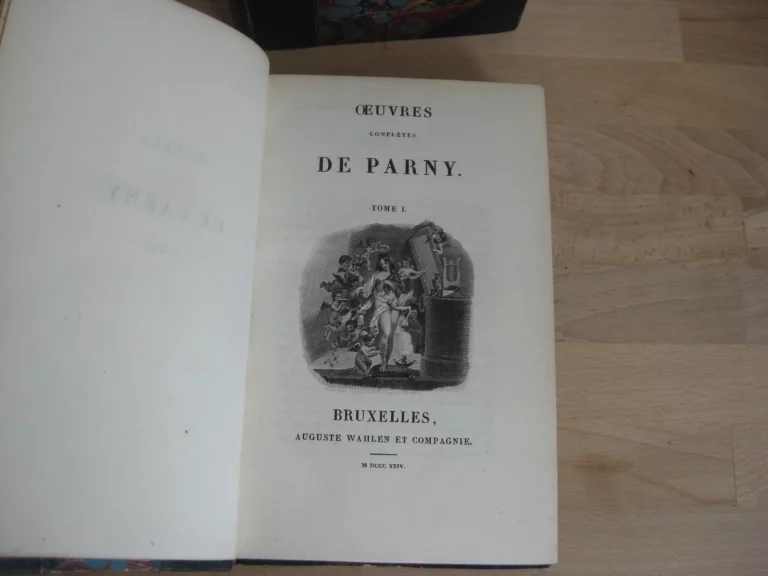 ŒUVRES
COMPLÈTES
DE PARNY.
TOME I.
BRUXELLES,
AUGUSTE WAHLEN ET COMPAGNIE.
M DCCC XXIV.